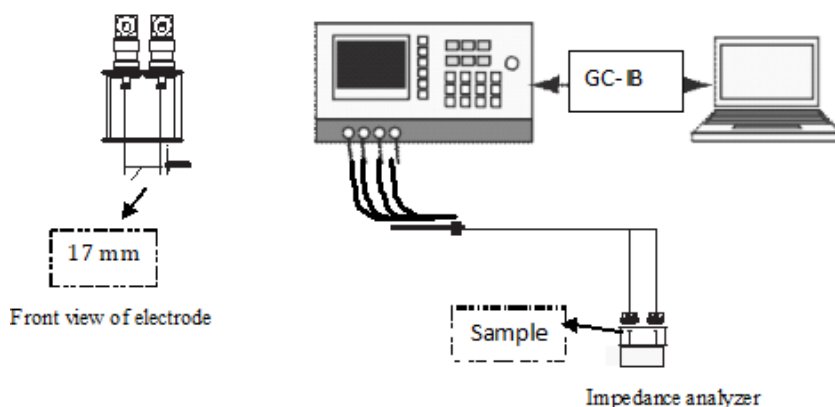 GC-IB
17 mm
Front view of electrode
Sample
Impedance analyzer